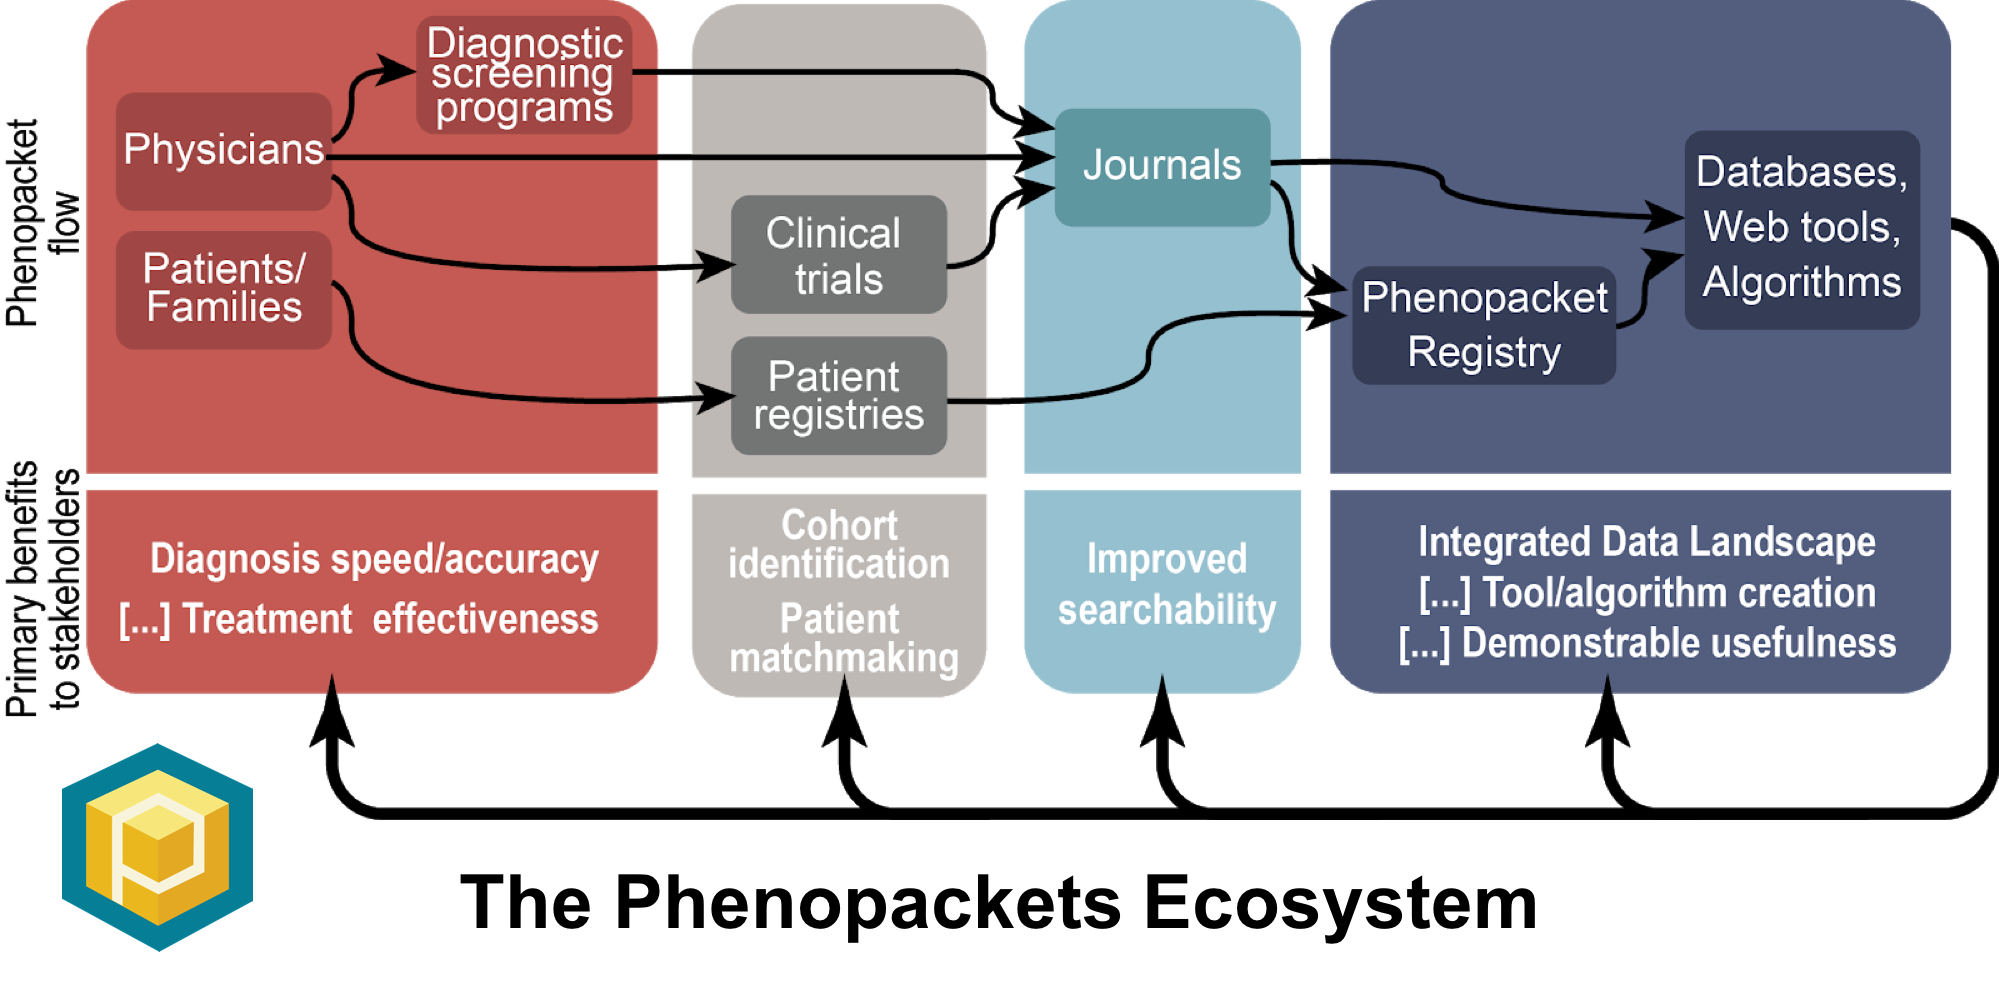 Phenopacket
flow
Physicians
Diagnostic
screening
programs
Patients/
Families
Clinical
trials
Patient
registries
Journals
Phenopacket
Registry
Databases,
Web tools,
Algorithms
Primary benefits
to stakeholders
Diagnosis speed/accuracy
[...] Treatment effectiveness
Cohort
identification
Patient
matchmaking
Improved
searchability
Integrated Data Landscape
[...] Tool/algorithm creation
[...] Demonstrable usefulness
The Phenopackets Ecosystem